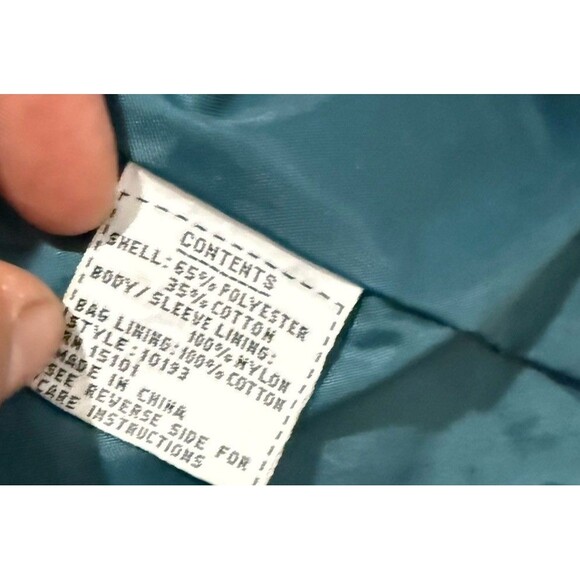 CONTENTS
SHELL: 65% POLYESTER
35% COTTON
BODY/SLEEVE LINING:
100% NYLON
BAG LINING: 100% COTTON
STYLE: 10193
RN 15101
MADE IN CHINA
SEE REVERSE SIDE FOR
CARE INSTRUCTIONS